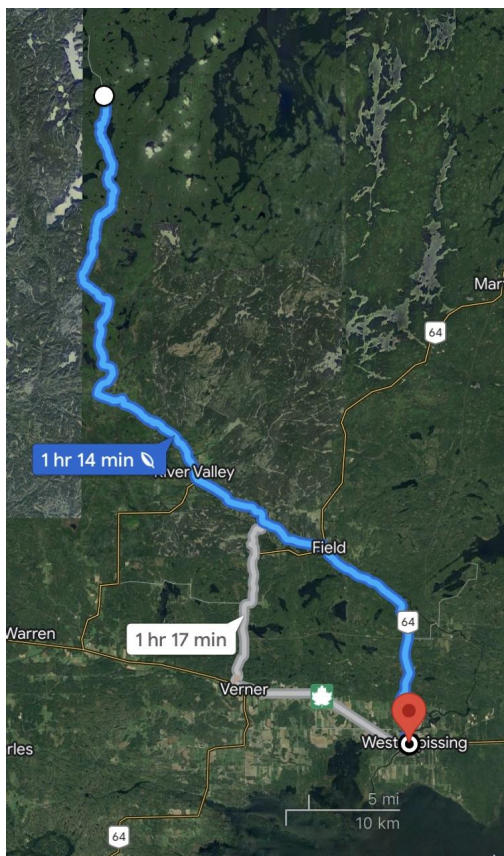 64
Mar
1 hr 14 min
River Valley
Field
64
1 hr 17 min
Warren
Verner
West pissing
rles
5 mi
10 km
64